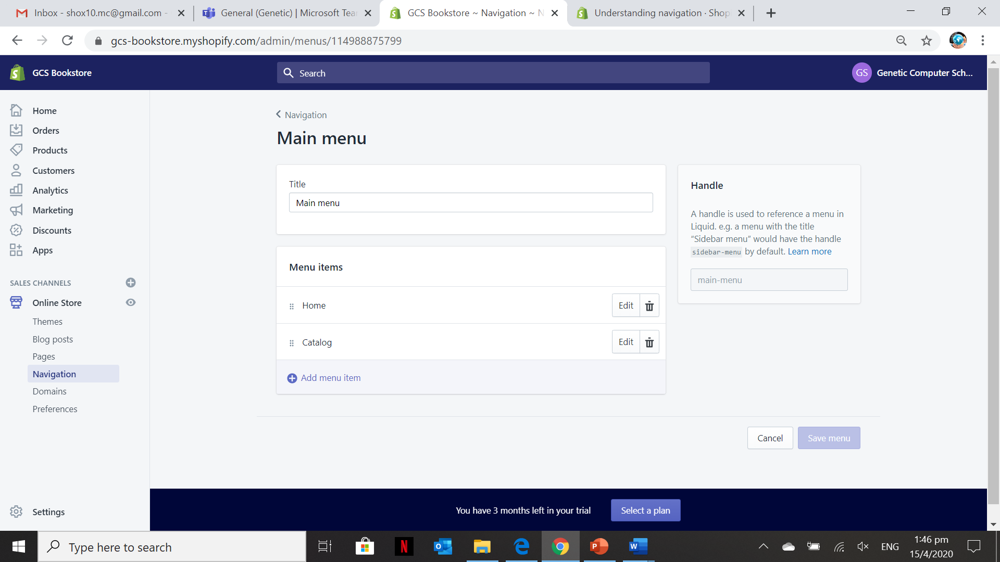 Inbox - shox10.mc@gmail.com -
General (Genetic) | Microsoft Tea
GCS Bookstore ~ Navigation ~ N
Understanding navigation · Shop
gcs-bookstore.myshopify.com/admin/menus/114988875799
GCS Bookstore
Search
GS
Genetic Computer Sch...
Home
Orders
Products
Customers
Analytics
Marketing
Discounts
Apps
SALES CHANNELS
Online Store
Themes
Blog posts
Pages
Navigation
Domains
Preferences
Settings
Navigation
Main menu
Title
Main menu
Menu items
Home
Edit
Catalog
Edit
Add menu item
Handle
A handle is used to reference a menu in
Liquid. e.g. a menu with the title
“Sidebar menu” would have the handle
sidebar-menu by default. Learn more
main-menu
Cancel
Save menu
You have 3 months left in your trial
Select a plan
Type here to search
ENG
1:46 pm
15/4/2020